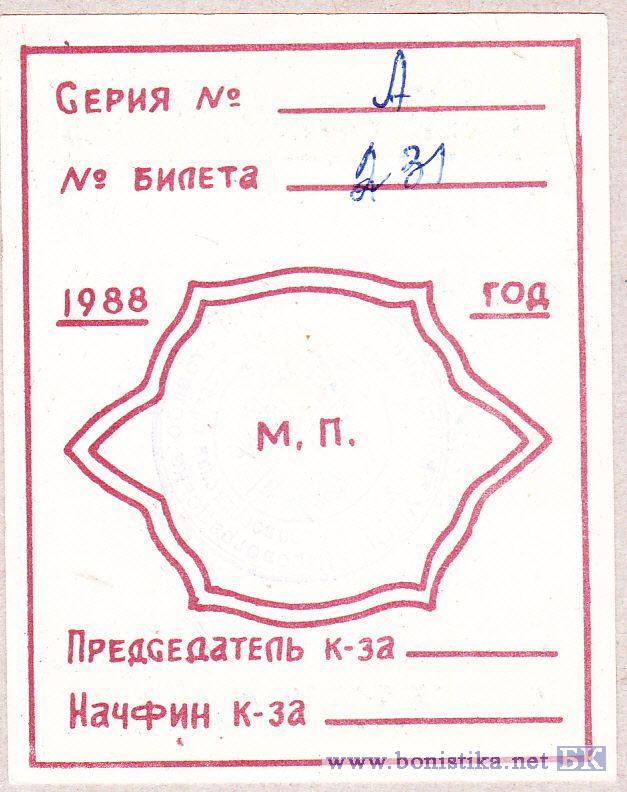 Серия № А
№ билета 231
1988 год
М. П.
Председатель к-за
Начфин к-за
www.bonistika.net БК